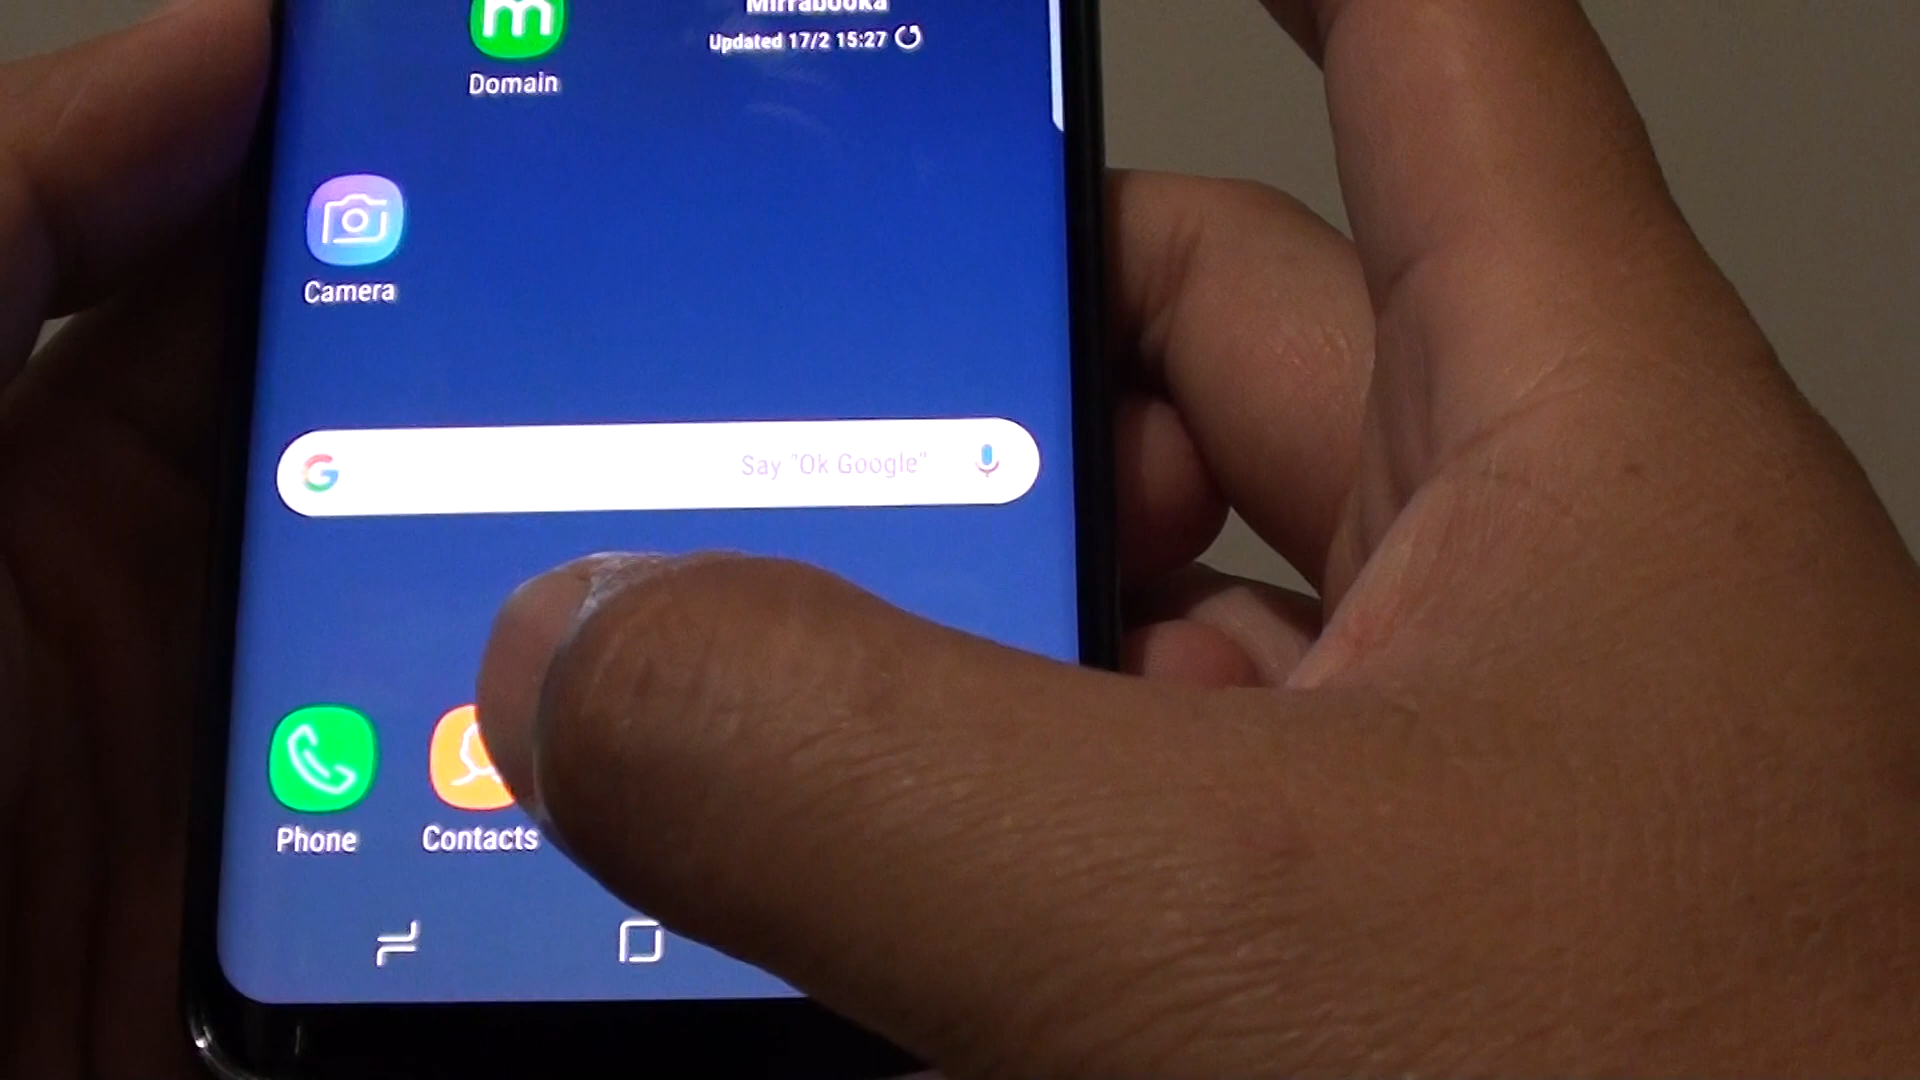 Mirrabooka
Updated 17/2 15:27
m
Domain
Camera
G
Say "Ok Google"
Phone
Contacts